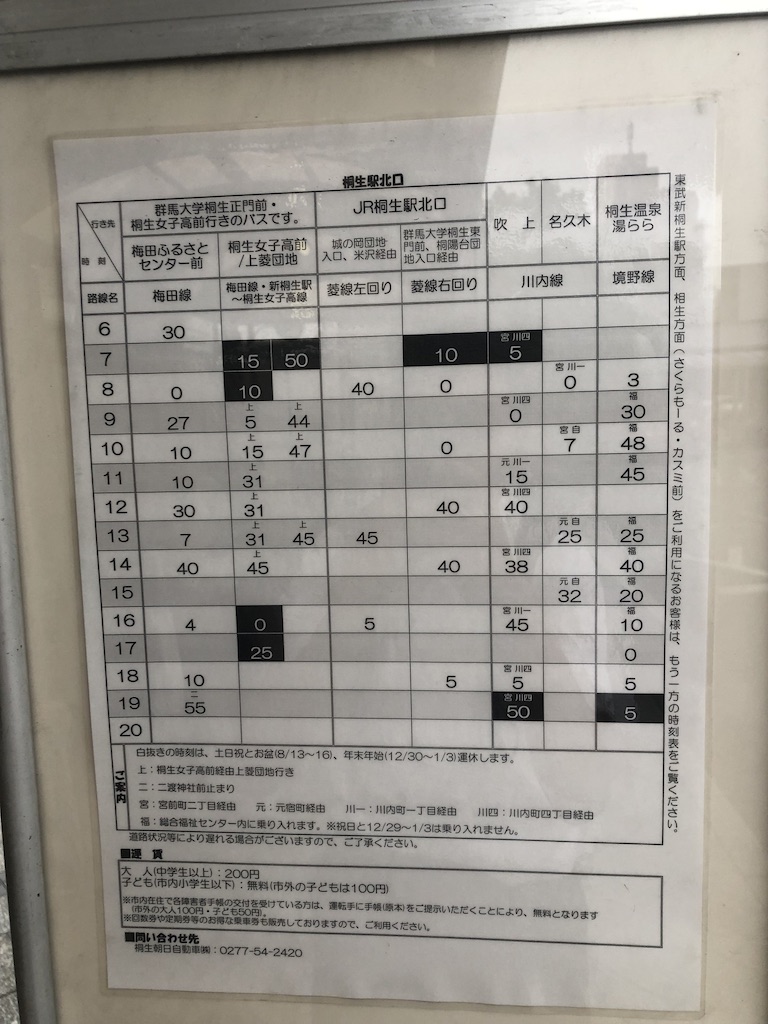 桐生駅北口
行き先
時刻
群馬大学桐生正門前・
桐生女子高前行きのバスです。
JR桐生駅北口
吹 上
名久木
桐生温泉
湯らら
梅田ふるさと
センター前
桐生女子高前
/上菱団地
城の岡団地
入口、米沢経由
群馬大学桐生東
門前、桐陽台団
地入口経由
路線名 梅田線 梅田線・新桐生駅
～桐生女子高線
菱線左回り 菱線右回り 川内線 境野線
6 30
7 15 50 10 宮 川四 5
8 0 10 40 0 宮 川一 0 3
9 27 上 5 上 44 宮 川四 0 福 30
10 10 上 15 上 47 0 宮 自 7 福 48
11 10 上 31 元 川一 15 福 45
12 30 上 31 40 宮 川四 40
13 7 上 31 上 45 45 元 自 25 福 25
14 40 上 45 40 宮 川四 38 福 40
15 元 自 32 福 20
16 4 0 5 宮 川一 45 福 10
17 25 0
18 10 5 宮 川四 5 5
19 二 55 宮 川四 50 5
20
ご案内
白抜きの時刻は、土日祝とお盆(8/13～16)、年末年始(12/30～1/3)運休します。
上：桐生女子高前経由上菱団地行き
二：二渡神社前止まり
宮：宮前町二丁目経由 元：元宿町経由 川一：川内町一丁目経由 川四：川内町四丁目経由
福：総合福祉センター内に乗り入れます。※祝日と12/29～1/3は乗り入れません。
道路状況等により遅れる場合がございますので、ご了承ください。
■運 賃
大 人(中学生以上)：200円
子ども(市内小学生以下)：無料(市外の子どもは100円)
※市内在住で各障害者手帳の交付を受けている方は、運転手に手帳(原本)をご提示いただくことにより、無料となります
(市外の大人100円・子ども50円)。
※回数券や定期券等のお得な乗車券も販売しておりますので、ご利用ください。
■問い合わせ先
桐生朝日自動車㈱：0277-54-2420
東武新桐生駅方面、相生方面（さくらもーる・カスミ前）をご利用になるお客様は、もう一方の時刻表をご覧ください。